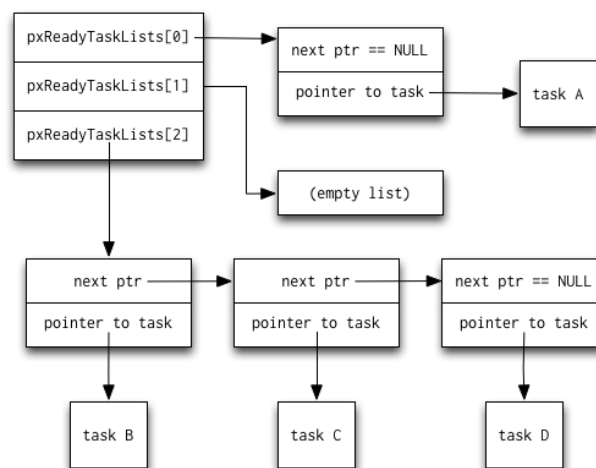 pxReadyTaskLists[0]
next ptr == NULL
pxReadyTaskLists[1]
pointer to task
task A
pxReadyTaskLists[2]
(empty list)
next ptr
next ptr
next ptr == NULL
pointer to task
pointer to task
pointer to task
task B
task C
task D